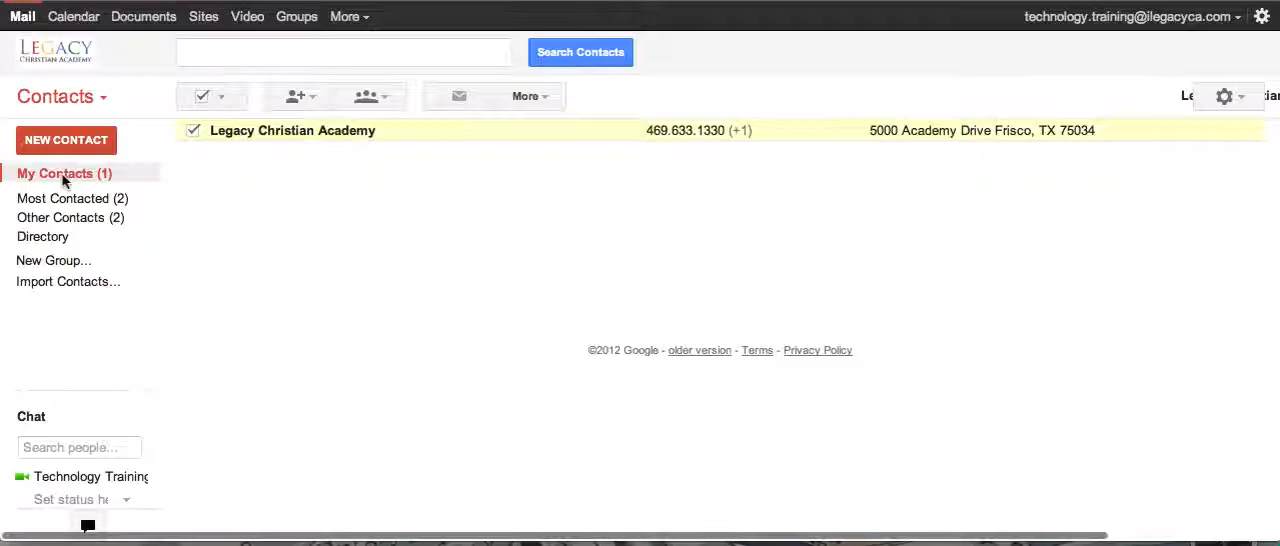 Mail Calendar Documents Sites Video Groups More technology.training@ilegacyca.com
LEGACY
CHRISTIAN ACADEMY
Search Contacts
Contacts
More
NEW CONTACT
Legacy Christian Academy 469.633.1330 (+1) 5000 Academy Drive Frisco, TX 75034
My Contacts (1)
Most Contacted (2)
Other Contacts (2)
Directory
New Group...
Import Contacts...
©2012 Google - older version - Terms - Privacy Policy
Chat
Search people...
Technology Training
Set status he